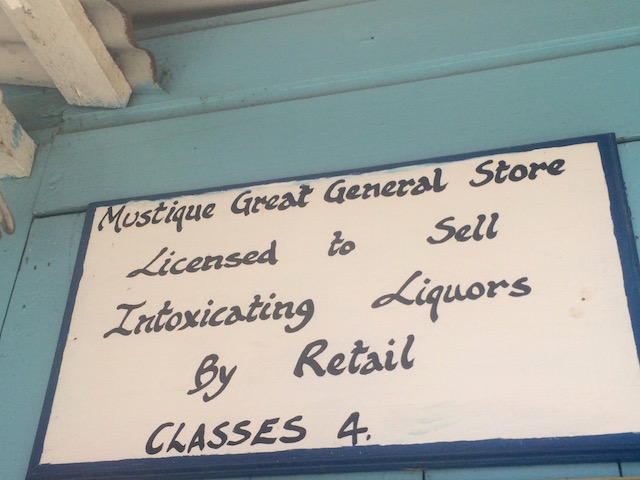 Mustique Great General Store
Licensed to Sell
Intoxicating Liquors
By Retail
CLASSES 4.